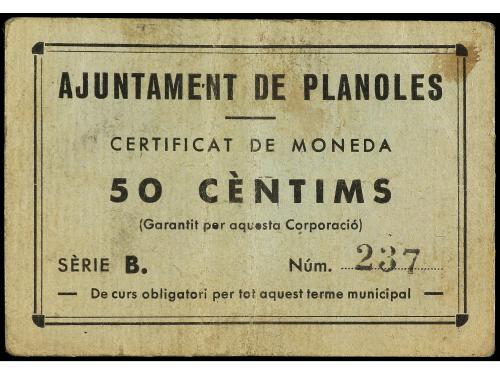 AJUNTAMENT DE PLANOLES
CERTIFICAT DE MONEDA
50 CÈNTIMS
(Garantit per aquesta Corporació)
SÈRIE B. Núm. 237
— De curs obligatori per tot aquest terme municipal —